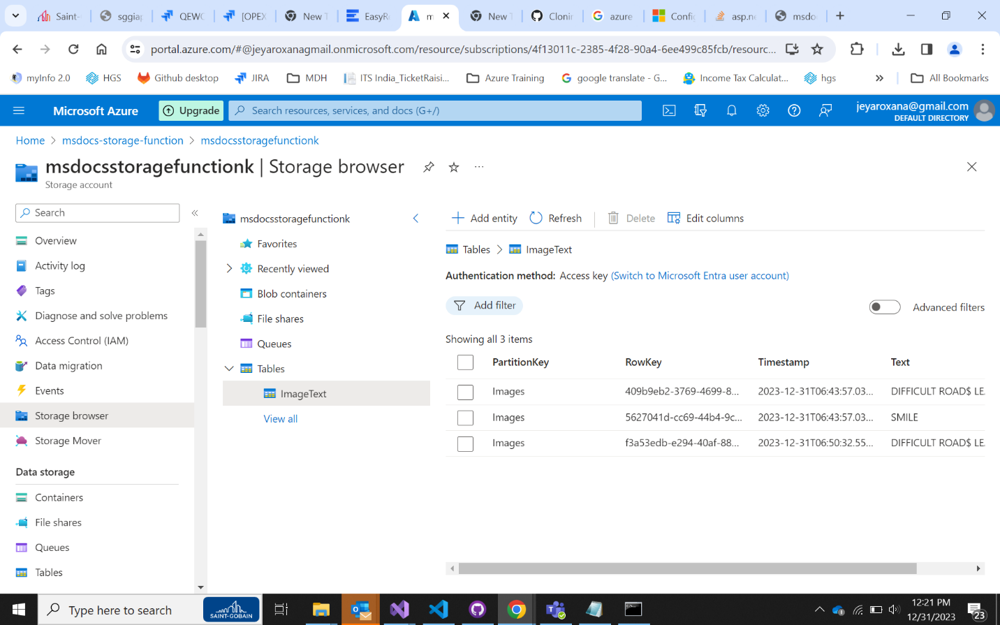 Saint-
sggiap
QEWC
[OPEX
New T
EasyRe
m
New T
Clonin
azure
Config
asp.ne
msdoc
portal.azure.com/#@jeyaroxanagmail.onmicrosoft.com/resource/subscriptions/4f13011c-2385-4f28-90a4-6ee499c85fcb/resourc...
myInfo 2.0
HGS
Github desktop
JIRA
MDH
ITS India_TicketRaisi...
Azure Training
google translate - G...
Income Tax Calculat...
hgs
All Bookmarks
Microsoft Azure
Upgrade
Search resources, services, and docs (G+/)
jeyaroxana@gmail.com
DEFAULT DIRECTORY
Home > msdocs-storage-function > msdocsstoragefunctionk
msdocsstoragefunctionk | Storage browser
Storage account
Search
Overview
Activity log
Tags
Diagnose and solve problems
Access Control (IAM)
Data migration
Events
Storage browser
Storage Mover
Data storage
Containers
File shares
Queues
Tables
msdocsstoragefunctionk
Favorites
Recently viewed
Blob containers
File shares
Queues
Tables
ImageText
View all
Add entity
Refresh
Delete
Edit columns
Tables > ImageText
Authentication method: Access key (Switch to Microsoft Entra user account)
Add filter
Advanced filters
Showing all 3 items
PartitionKey RowKey Timestamp Text
Images 409b9eb2-3769-4699-8... 2023-12-31T06:43:57.03... DIFFICULT ROAD$ LE
Images 5627041d-cc69-44b4-9c... 2023-12-31T06:43:57.03... SMILE
Images f3a53edb-e294-40af-88... 2023-12-31T06:50:32.55... DIFFICULT ROAD$ LE
Type here to search
SAINT-GOBAIN
12:21 PM
12/31/2023
23